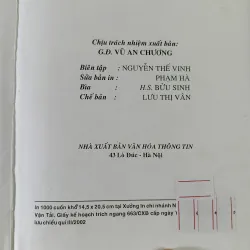 Chịu trách nhiệm xuất bản:
G.Đ. VŨ AN CHƯƠNG
Biên tập : NGUYỄN THẾ VINH
Sửa bản in : PHẠM HÀ
Bìa : H.S. BỬU SINH
Chế bản : LƯU THỊ VÂN
NHÀ XUẤT BẢN VĂN HÓA THÔNG TIN
43 Lò Đúc - Hà Nội
In 1000 cuốn khổ 14,5 x 20,5 cm tại Xưởng In chi nhánh N
Vận Tải. Giấy kế hoạch trích ngang 663/CXB cấp ngày
lưu chiểu quí III/2002